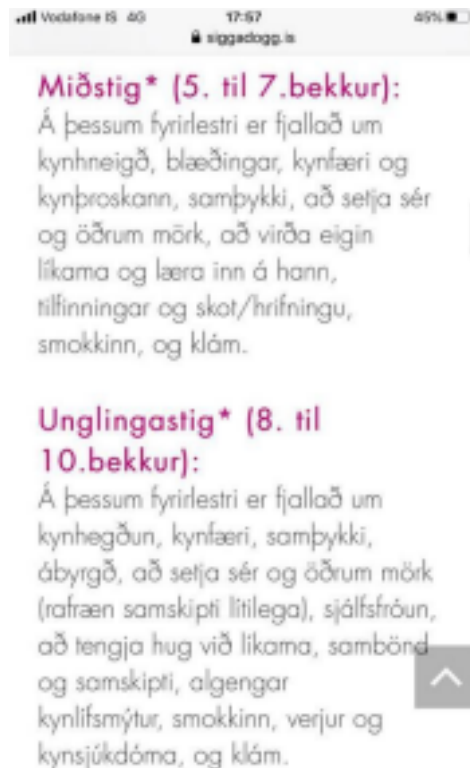 Vodafone IS 4G 17:57 45%
siggadogg.is
Miðstig* (5. til 7.bekkur):
Á þessum fyrirlestri er fjallað um
kynhneigð, blæðingar, kynfæri og
kynþroskann, samþykki, að setja sér
og öðrum mörk, að virða eigin
líkama og læra inn á hann,
tilfinningar og skot/hrifningu,
smokkinn, og klám.
Unglingastig* (8. til
10.bekkur):
Á þessum fyrirlestri er fjallað um
kynhegðun, kynfæri, samþykki,
ábyrgð, að setja sér og öðrum mörk
(rafræn samskipti lítilega), sjálfsfróun,
að tengja hug við líkama, sambönd
og samskipti, algengar
kynlífsmýtur, smokkinn, verjur og
kynsjúkdóma, og klám.